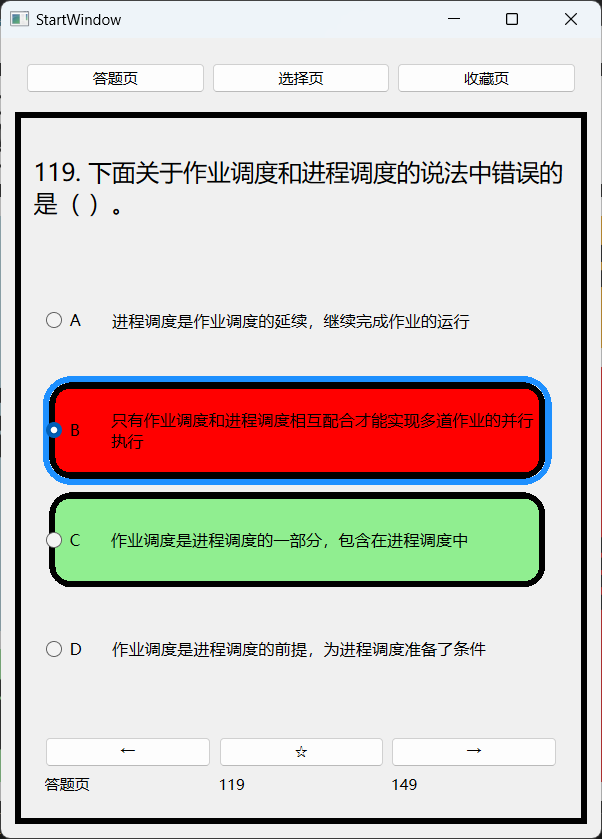 StartWindow
答题页 选择页 收藏页
119. 下面关于作业调度和进程调度的说法中错误的
是（ ）。
A 进程调度是作业调度的延续，继续完成作业的运行
B 只有作业调度和进程调度相互配合才能实现多道作业的并行
执行
C 作业调度是进程调度的一部分，包含在进程调度中
D 作业调度是进程调度的前提，为进程调度准备了条件
← ☆ →
答题页 119 149